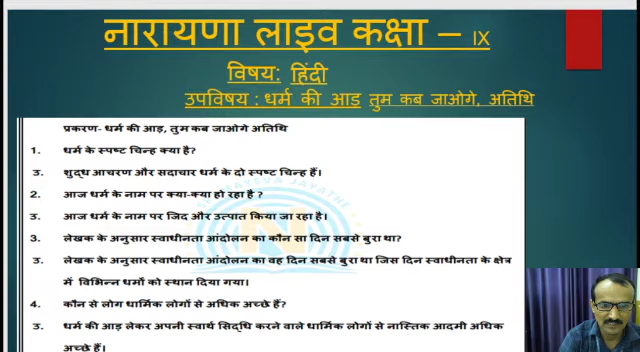 नारायणा लाइव कक्षा – IX
विषय: हिंदी
उपविषय : धर्म की आड़ तुम कब जाओगे, अतिथि
प्रकरण- धर्म की आड़, तुम कब जाओगे अतिथि
1. धर्म के स्पष्ट चिन्ह क्या है?
उ. शुद्ध आचरण और सदाचार धर्म के दो स्पष्ट चिन्ह हैं।
2. आज धर्म के नाम पर क्या-क्या हो रहा है ?
उ. आज धर्म के नाम पर जिद और उत्पात किया जा रहा है।
3. लेखक के अनुसार स्वाधीनता आंदोलन का कौन सा दिन सबसे बुरा था?
उ. लेखक के अनुसार स्वाधीनता आंदोलन का वह दिन सबसे बुरा था जिस दिन स्वाधीनता के क्षेत्र
में विभिन्न धर्मों को स्थान दिया गया।
4. कौन से लोग धार्मिक लोगों से अधिक अच्छे हैं?
उ. धर्म की आड़ लेकर अपनी स्वार्थ सिद्धि करने वाले धार्मिक लोगों से नास्तिक आदमी अधिक
अच्छे हैं।